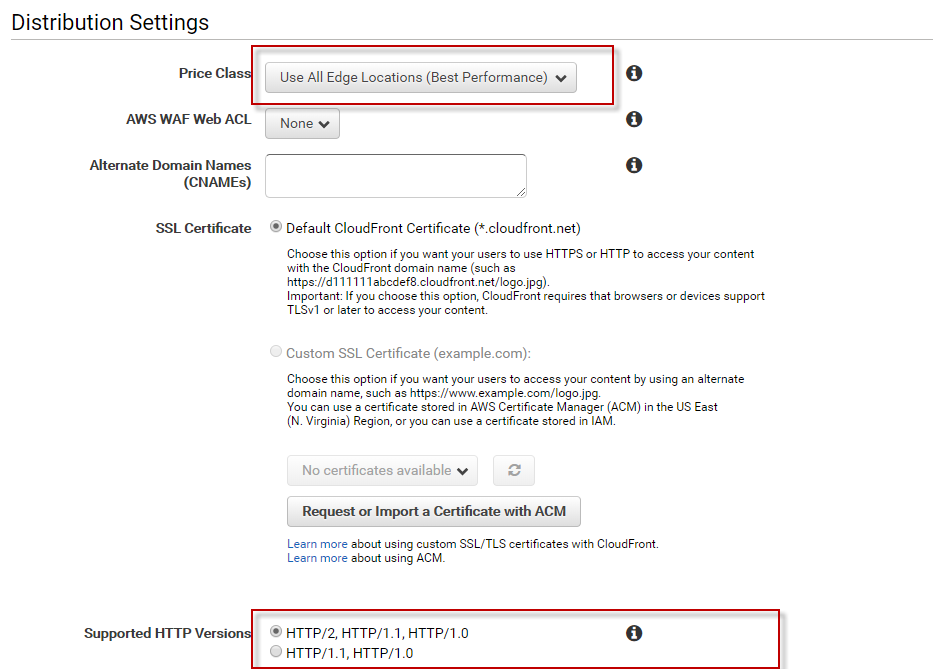 Distribution Settings
Price Class
Use All Edge Locations (Best Performance)
AWS WAF Web ACL
None
Alternate Domain Names
(CNAMEs)
SSL Certificate
Default CloudFront Certificate (*.cloudfront.net)
Choose this option if you want your users to use HTTPS or HTTP to access your content
with the CloudFront domain name (such as
https://d111111abcdef8.cloudfront.net/logo.jpg).
Important: If you choose this option, CloudFront requires that browsers or devices support
TLSv1 or later to access your content.
Custom SSL Certificate (example.com):
Choose this option if you want your users to access your content by using an alternate
domain name, such as https://www.example.com/logo.jpg.
You can use a certificate stored in AWS Certificate Manager (ACM) in the US East
(N. Virginia) Region, or you can use a certificate stored in IAM.
No certificates available
Request or Import a Certificate with ACM
Learn more about using custom SSL/TLS certificates with CloudFront.
Learn more about using ACM.
Supported HTTP Versions
HTTP/2, HTTP/1.1, HTTP/1.0
HTTP/1.1, HTTP/1.0